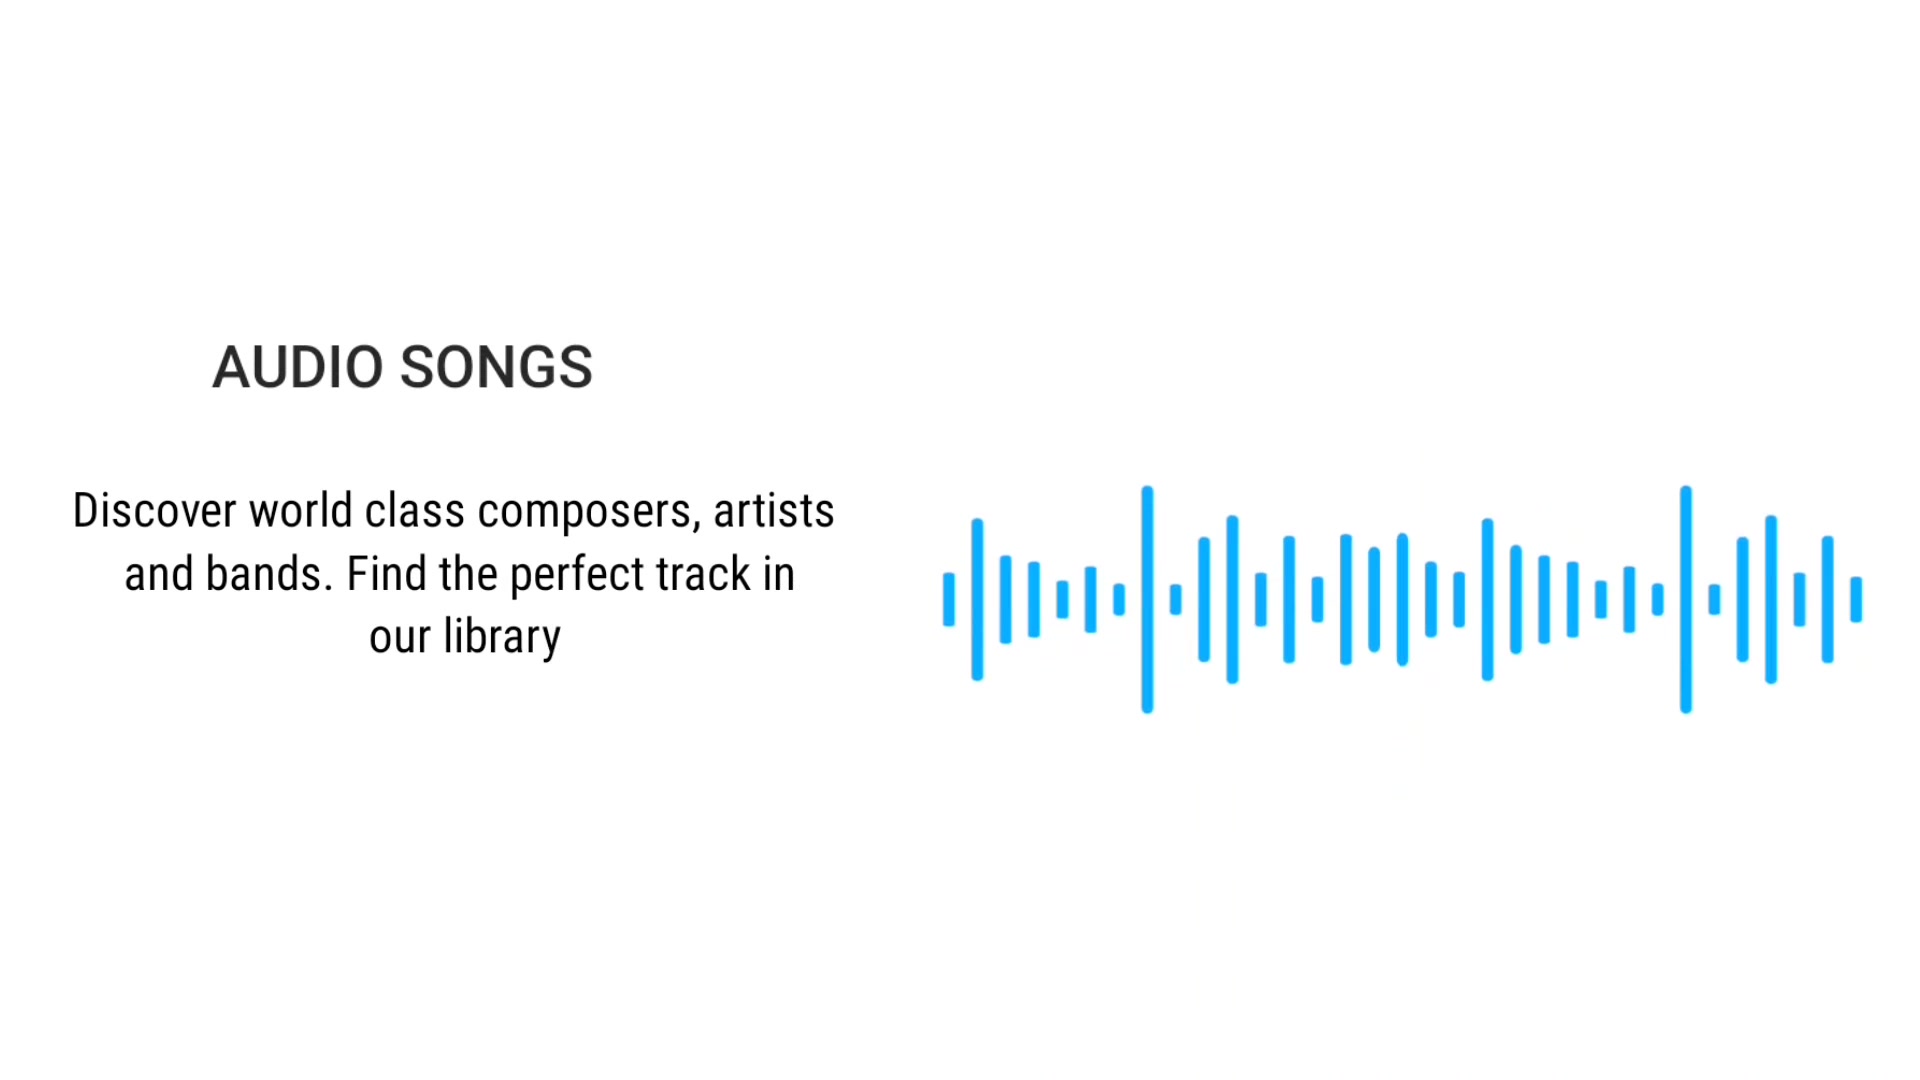 AUDIO SONGS
Discover world class composers, artists
and bands. Find the perfect track in
our library